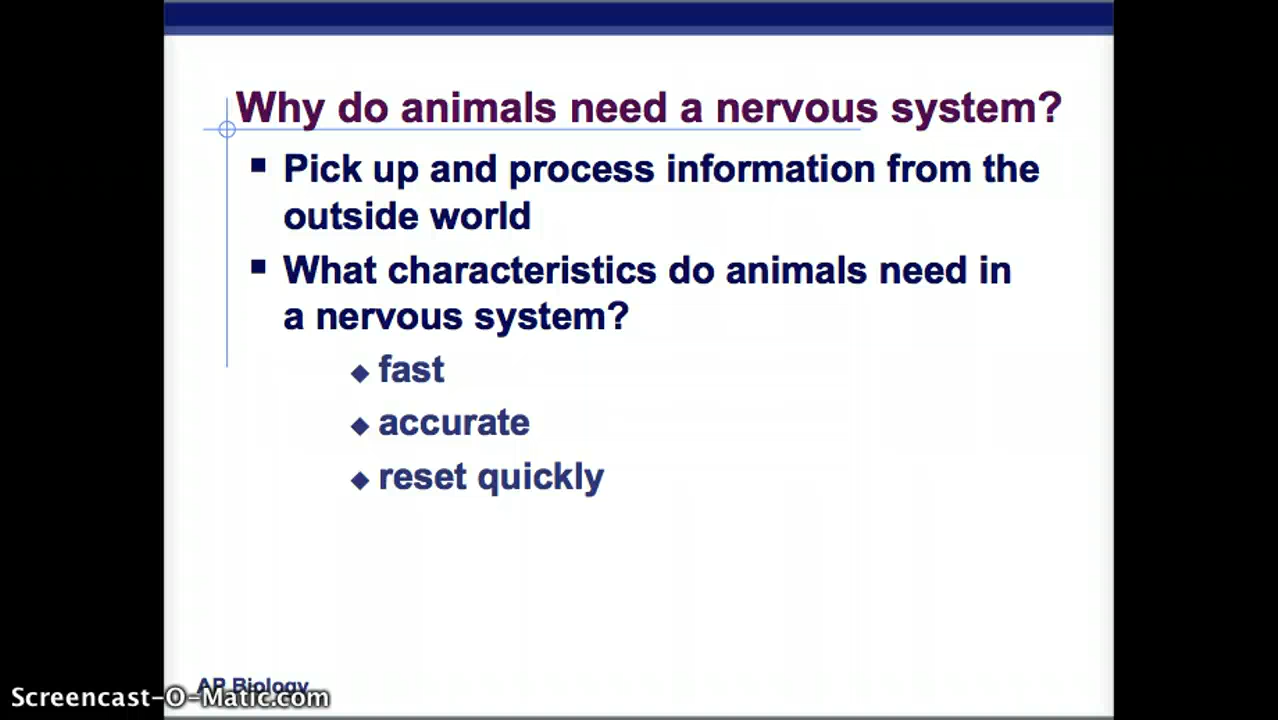 Why do animals need a nervous system?
Pick up and process information from the
outside world
What characteristics do animals need in
a nervous system?
fast
accurate
reset quickly
AP Biology
Screencast-O-Matic.com